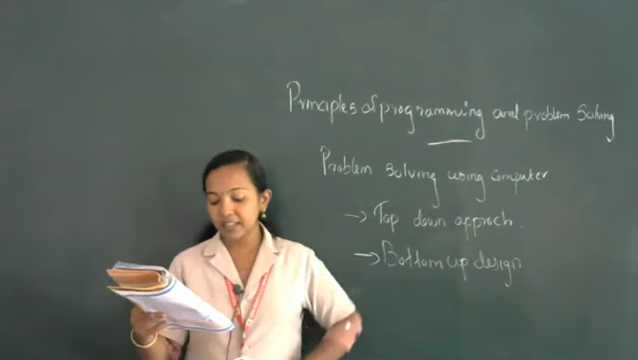 Principles of programming and problem Solving
Problem solving using computer
→ Top down approch.
→ Bottom up design